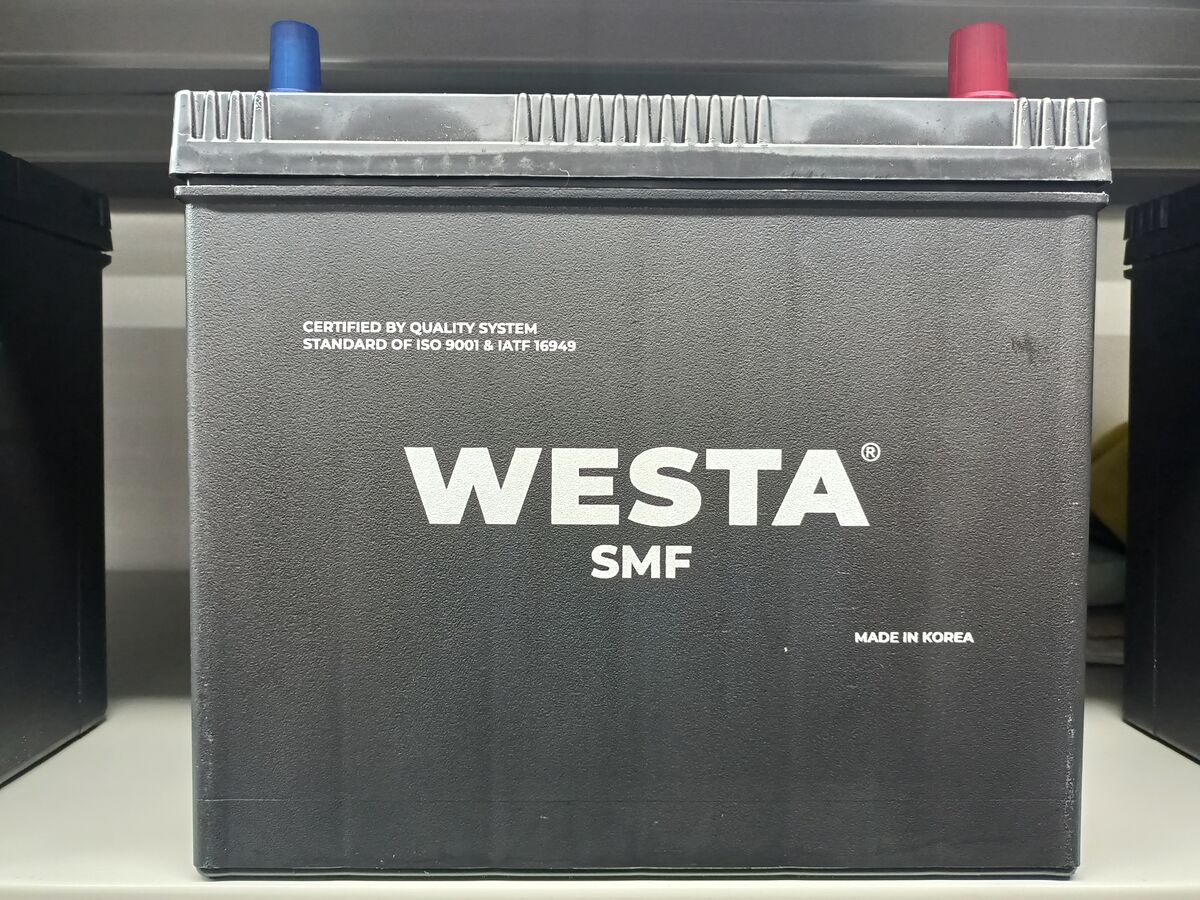 CERTIFIED BY QUALITY SYSTEM
STANDARD OF ISO 9001 & IATF 16949
WESTA®
SMF
MADE IN KOREA